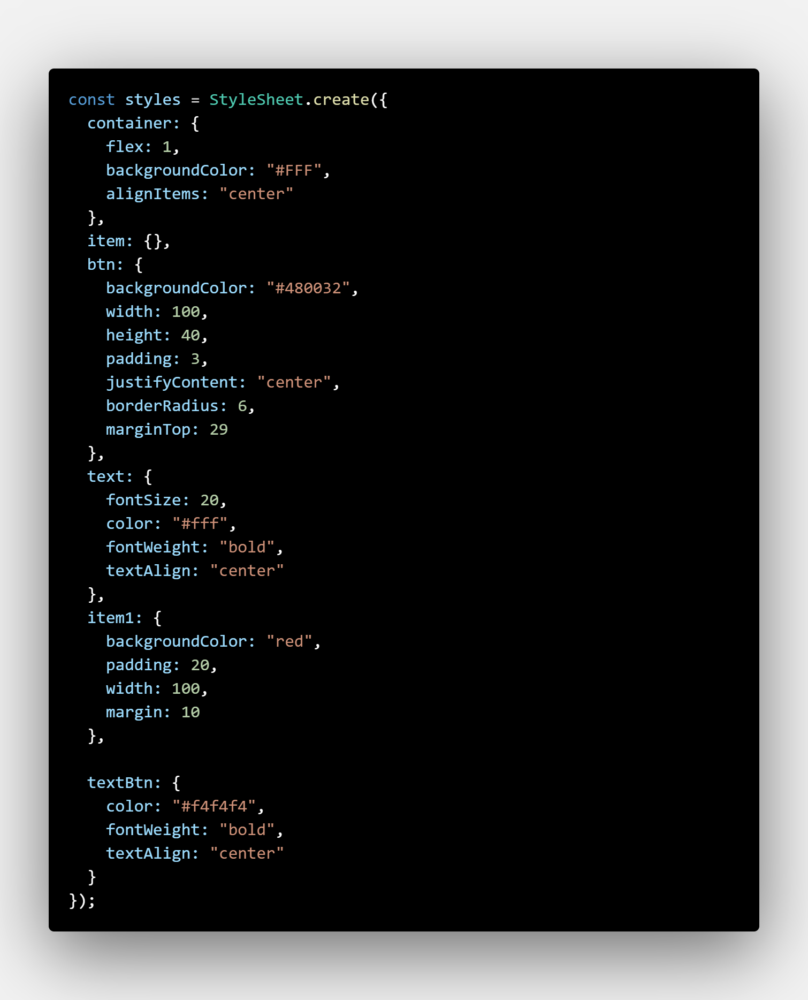 const styles = StyleSheet.create({
  container: {
    flex: 1,
    backgroundColor: "#FFF",
    alignItems: "center"
  },
  item: {},
  btn: {
    backgroundColor: "#480032",
    width: 100,
    height: 40,
    padding: 3,
    justifyContent: "center",
    borderRadius: 6,
    marginTop: 29
  },
  text: {
    fontSize: 20,
    color: "#fff",
    fontWeight: "bold",
    textAlign: "center"
  },
  item1: {
    backgroundColor: "red",
    padding: 20,
    width: 100,
    margin: 10
  },

  textBtn: {
    color: "#f4f4f4",
    fontWeight: "bold",
    textAlign: "center"
  }
});